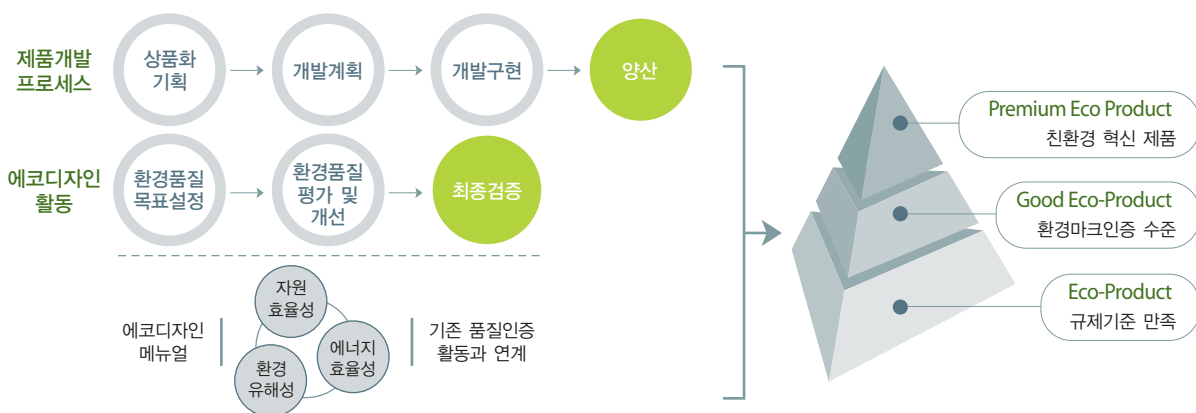 제품개발
프로세스
상품화
기획
개발계획
개발구현
양산
에코디자인
활동
환경품질
목표설정
환경품질
평가 및
개선
최종검증
에코디자인
메뉴얼
자원
효율성
에너지
효율성
환경
유해성
기존 품질인증
활동과 연계
Premium Eco Product
친환경 혁신 제품
Good Eco-Product
환경마크인증 수준
Eco-Product
규제기준 만족